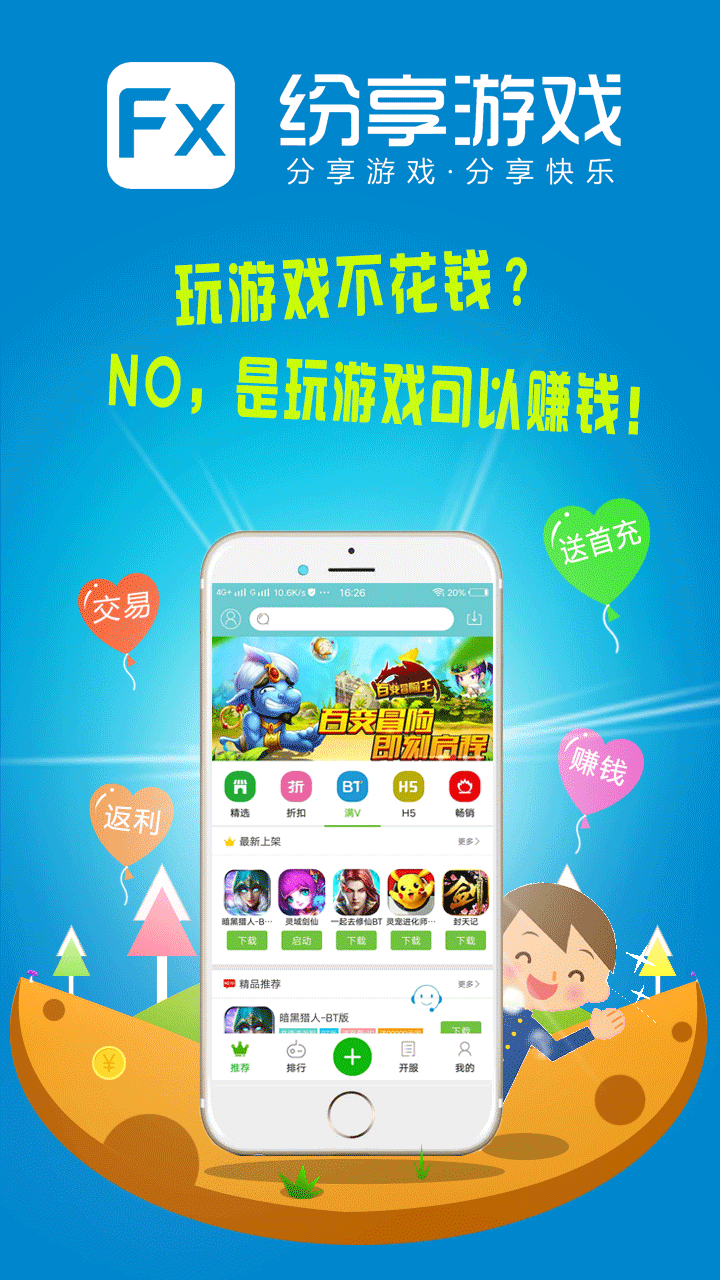 Fx
纷享游戏
分享游戏·分享快乐
玩游戏不花钱？
NO，是玩游戏可以赚钱！
送首充
交易
赚钱
返利
4G+ G 10.6K/s ··· 16:26 20%
百变冒险王
百变冒险
即刻启程
折 BT H5
精选 折扣 满V H5 畅销
最新上架 更多>
暗黑猎人-B··· 灵域剑仙 一起去修仙BT 灵宠进化师··· 封天记
下载 启动 下载 下载 下载
精品推荐 更多>
暗黑猎人-BT版
下载
推荐 排行 开服 我的
¥